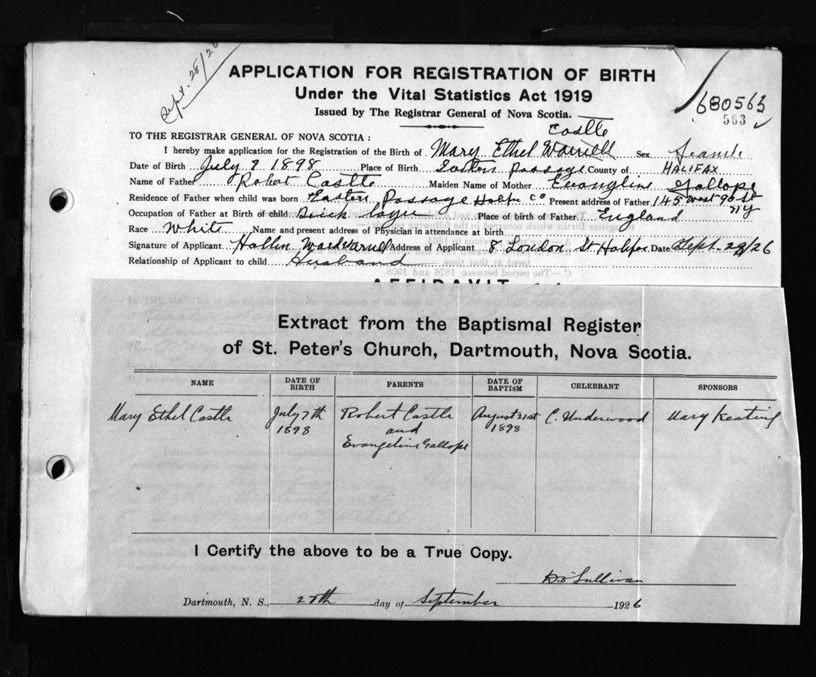 Sept. 28/26
APPLICATION FOR REGISTRATION OF BIRTH
Under the Vital Statistics Act 1919
Issued by The Registrar General of Nova Scotia.
680563
563
Castle
TO THE REGISTRAR GENERAL OF NOVA SCOTIA :
I hereby make application for the Registration of the Birth of Mary Ethel Sex Female
Date of Birth July 7 1898 Place of Birth Eastern Passage County of HALIFAX
Name of Father Robert Castle Maiden Name of Mother Evangline Gallope
Residence of Father when child was born Eastern Passage Halfx Co Present address of Father 145 West 90 St
NY
Occupation of Father at Birth of child Brick layer Place of birth of Father England
Race White Name and present address of Physician in attendance at birth
Signature of Applicant Address of Applicant 8 London St Halifax Date Sept. 28/26
Relationship of Applicant to child Husband
AFFIDAVIT
Extract from the Baptismal Register
of St. Peter's Church, Dartmouth, Nova Scotia.
NAME DATE OF BIRTH PARENTS DATE OF BAPTISM CELEBRANT SPONSORS
Mary Ethel Castle July 7th 1898 Robert Castle and Evangeline Gallope August 21st 1898 C. Underwood Mary Keating
I Certify the above to be a True Copy.
Sullivan
Dartmouth, N. S., 28th day of September 1926